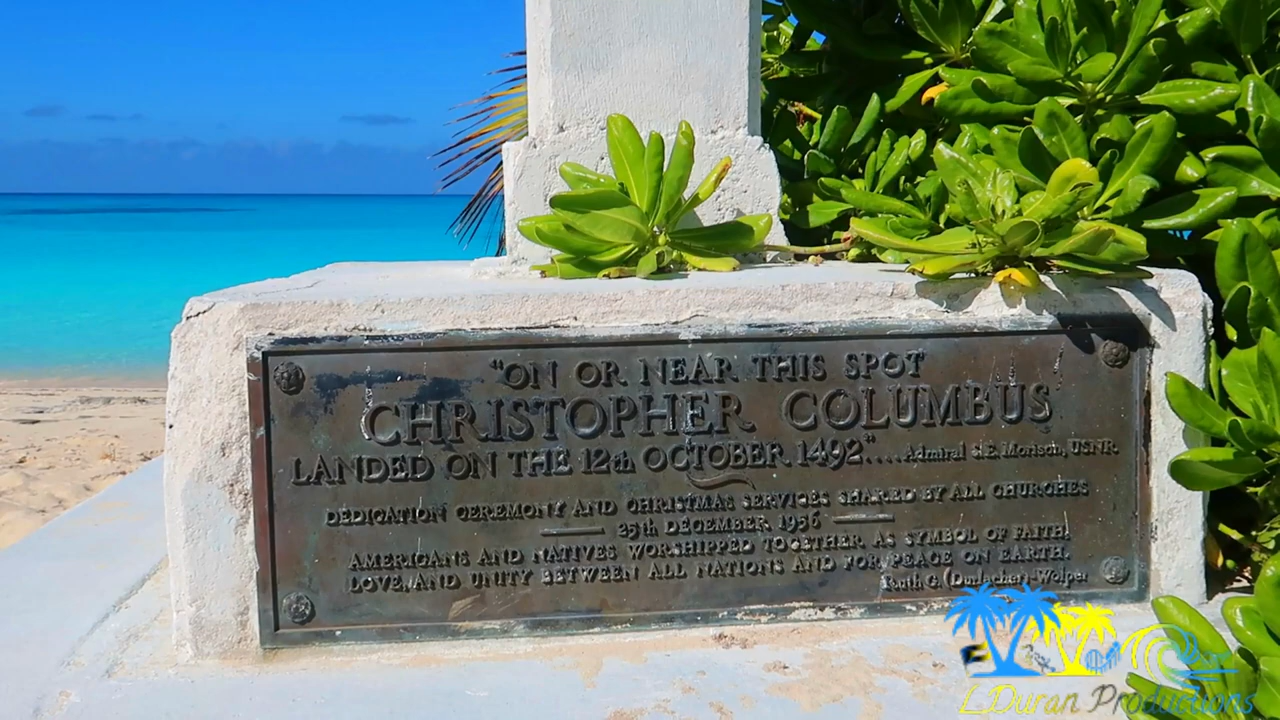 "ON OR NEAR THIS SPOT
CHRISTOPHER COLUMBUS
LANDED ON THE 12th OCTOBER 1492".... Admiral S.E. Morison, USNR.
DEDICATION CEREMONY AND CHRISTMAS SERVICES SHARED BY ALL CHURCHES
25th DECEMBER 1956
AMERICANS AND NATIVES WORSHIPPED TOGETHER AS SYMBOL OF FAITH,
LOVE, AND UNITY BETWEEN ALL NATIONS AND FOR PEACE ON EARTH.
Ruth G. (Durlacher) Wolper
LDuran Productions